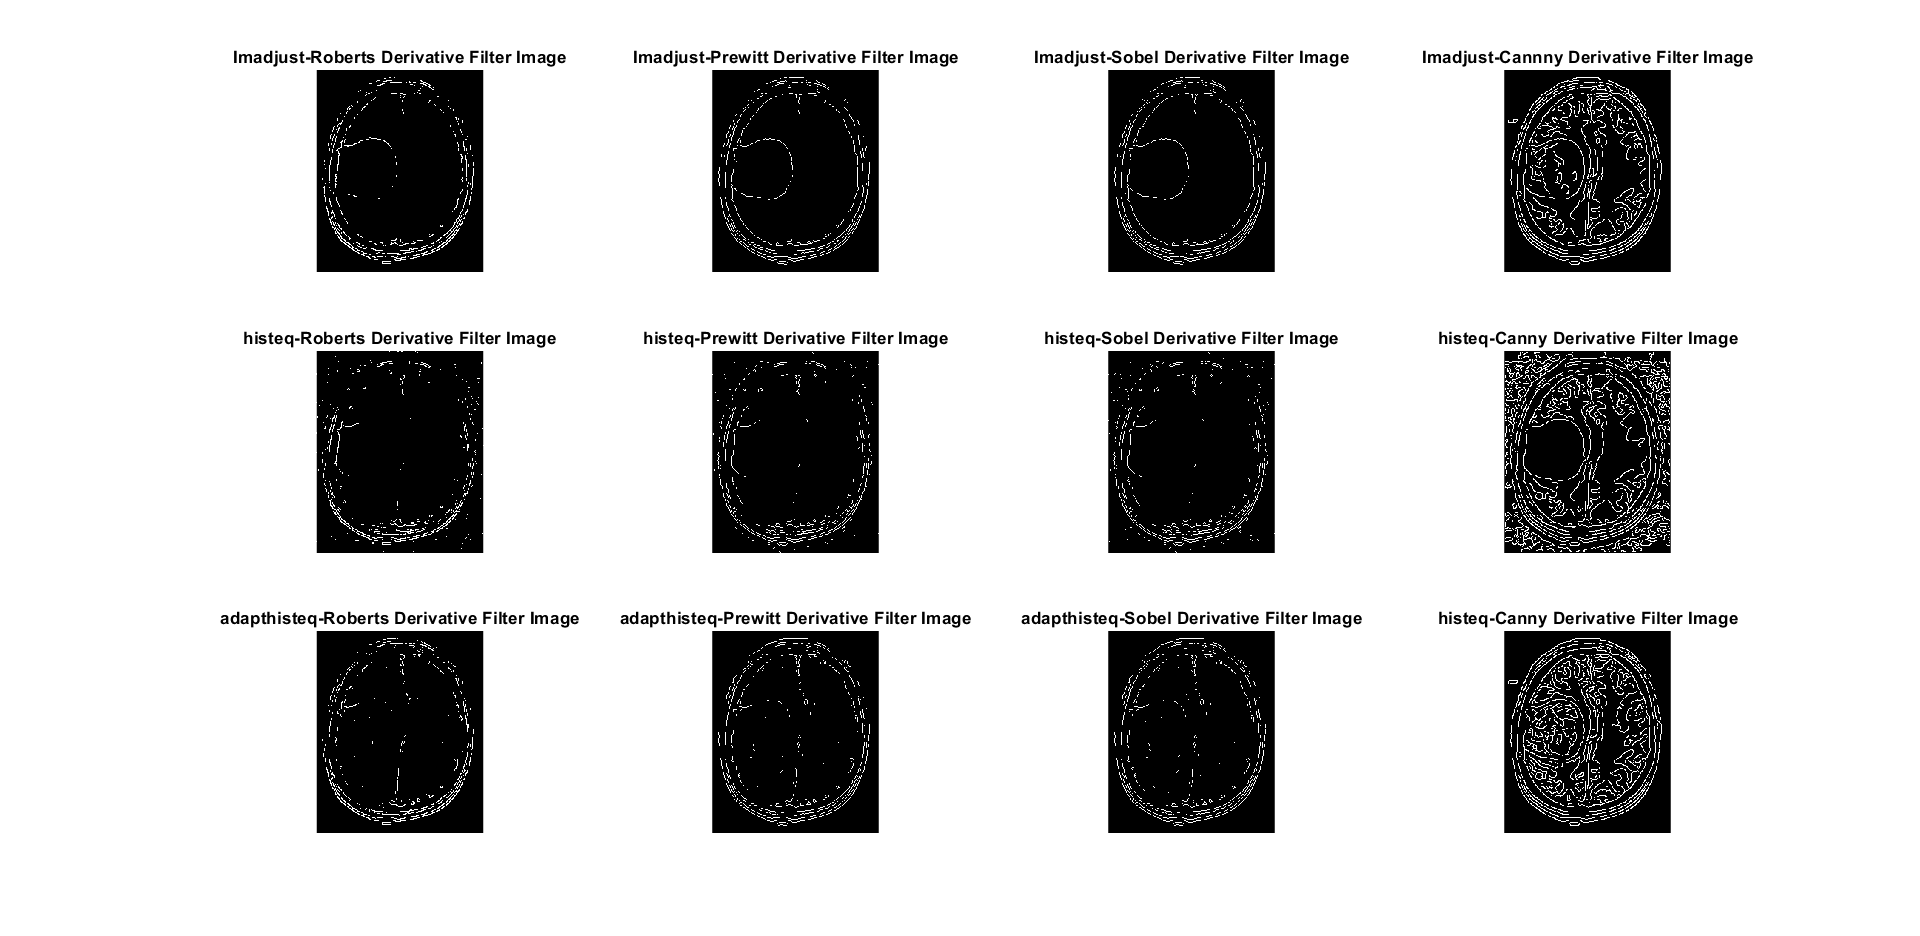 Imadjust-Roberts Derivative Filter Image
Imadjust-Prewitt Derivative Filter Image
Imadjust-Sobel Derivative Filter Image
Imadjust-Cannny Derivative Filter Image
histeq-Roberts Derivative Filter Image
histeq-Prewitt Derivative Filter Image
histeq-Sobel Derivative Filter Image
histeq-Canny Derivative Filter Image
adapthisteq-Roberts Derivative Filter Image
adapthisteq-Prewitt Derivative Filter Image
adapthisteq-Sobel Derivative Filter Image
histeq-Canny Derivative Filter Image